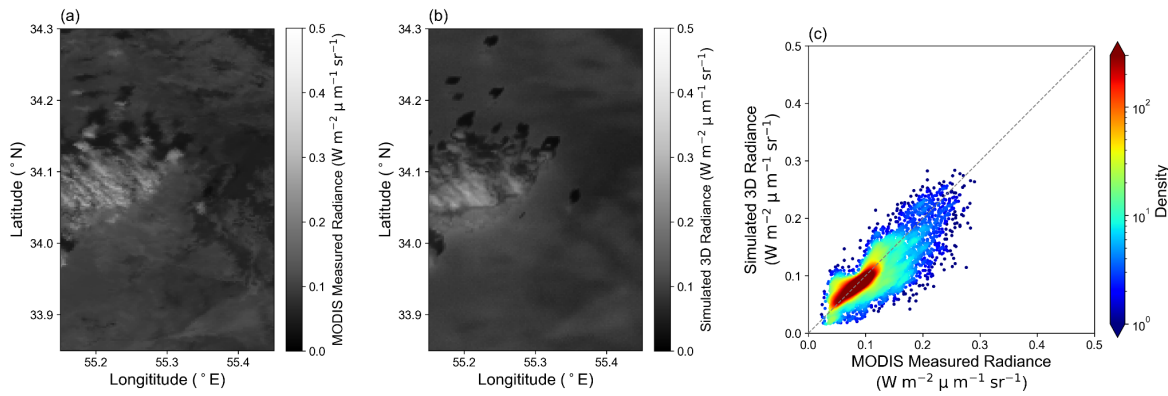 (a)
34.3
34.2
34.1
34.0
33.9
Latitude (°N)
55.2 55.3 55.4
Longititude (°E)
0.5
0.4
0.3
0.2
0.1
0.0
MODIS Measured Radiance (W m⁻² μ m⁻¹ sr⁻¹)
(b)
34.3
34.2
34.1
34.0
33.9
Latitude (°N)
55.2 55.3 55.4
Longititude (°E)
0.5
0.4
0.3
0.2
0.1
0.0
Simulated 3D Radiance (W m⁻² μ m⁻¹ sr⁻¹)
(c)
0.5
0.4
0.3
0.2
0.1
0.0
Simulated 3D Radiance
(W m⁻² μ m⁻¹ sr⁻¹)
0.0 0.1 0.2 0.3 0.4 0.5
MODIS Measured Radiance
(W m⁻² μ m⁻¹ sr⁻¹)
10²
10¹
10⁰
Density